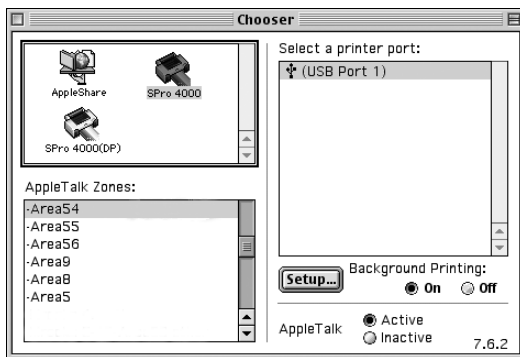 Chooser
AppleShare
SPro 4000
SPro 4000(DP)
AppleTalk Zones:
-Area54
-Area55
-Area56
-Area9
-Area8
-Area5
Select a printer port:
(USB Port 1)
Setup...
Background Printing:
On Off
AppleTalk
Active
Inactive
7.6.2